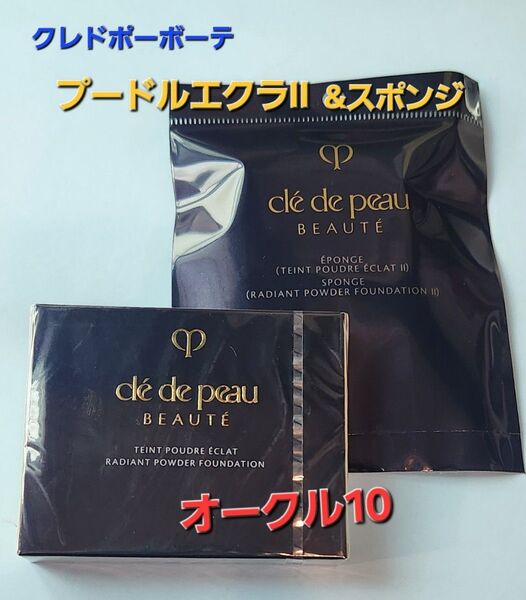 クレドポーボーテ
プードルエクラII &スポンジ
clé de peau
BEAUTÉ
ÉPONGE
(TEINT POUDRE ÉCLAT II)
SPONGE
(RADIANT POWDER FOUNDATION II)
clé de peau
BEAUTÉ
TEINT POUDRE ÉCLAT
RADIANT POWDER FOUNDATION
オークル10